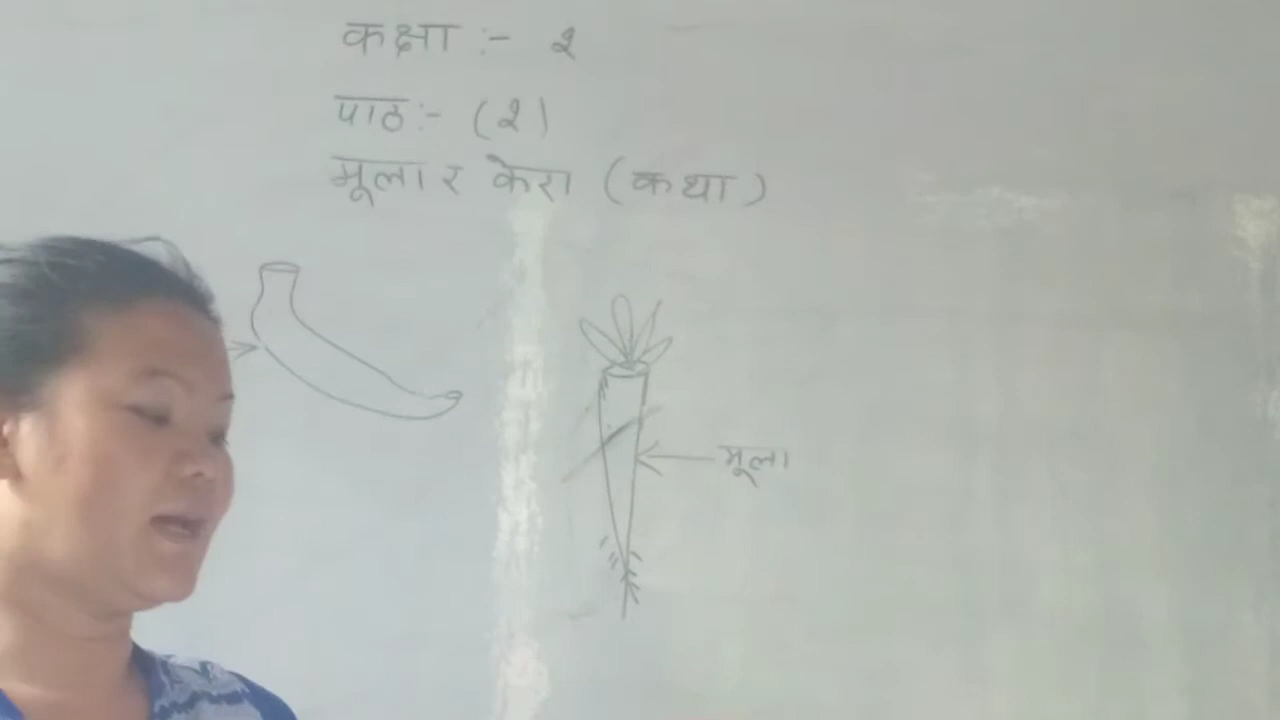 कक्षा :- २
पाठ:- (२)
मूला र केरा (कथा)
मूला